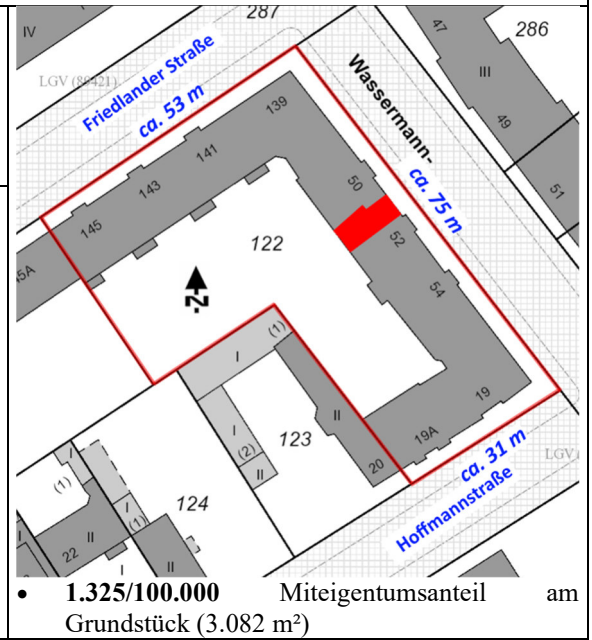 287
IV
LGV (89421)
Friedlander Straße
ca. 53 m
Wassermann-
ca. 75 m
47
286
III
49
51
139
141
143
145
45A
50
52
54
122
-Z-
(1)
I
II
123
I
(2)
II
20
19A
19
ca. 31 m
Hoffmannstraße
LGV
124
(1)
I
I
(1)
II
22
I
II
I
• 1.325/100.000 Miteigentumsanteil am
Grundstück (3.082 m²)